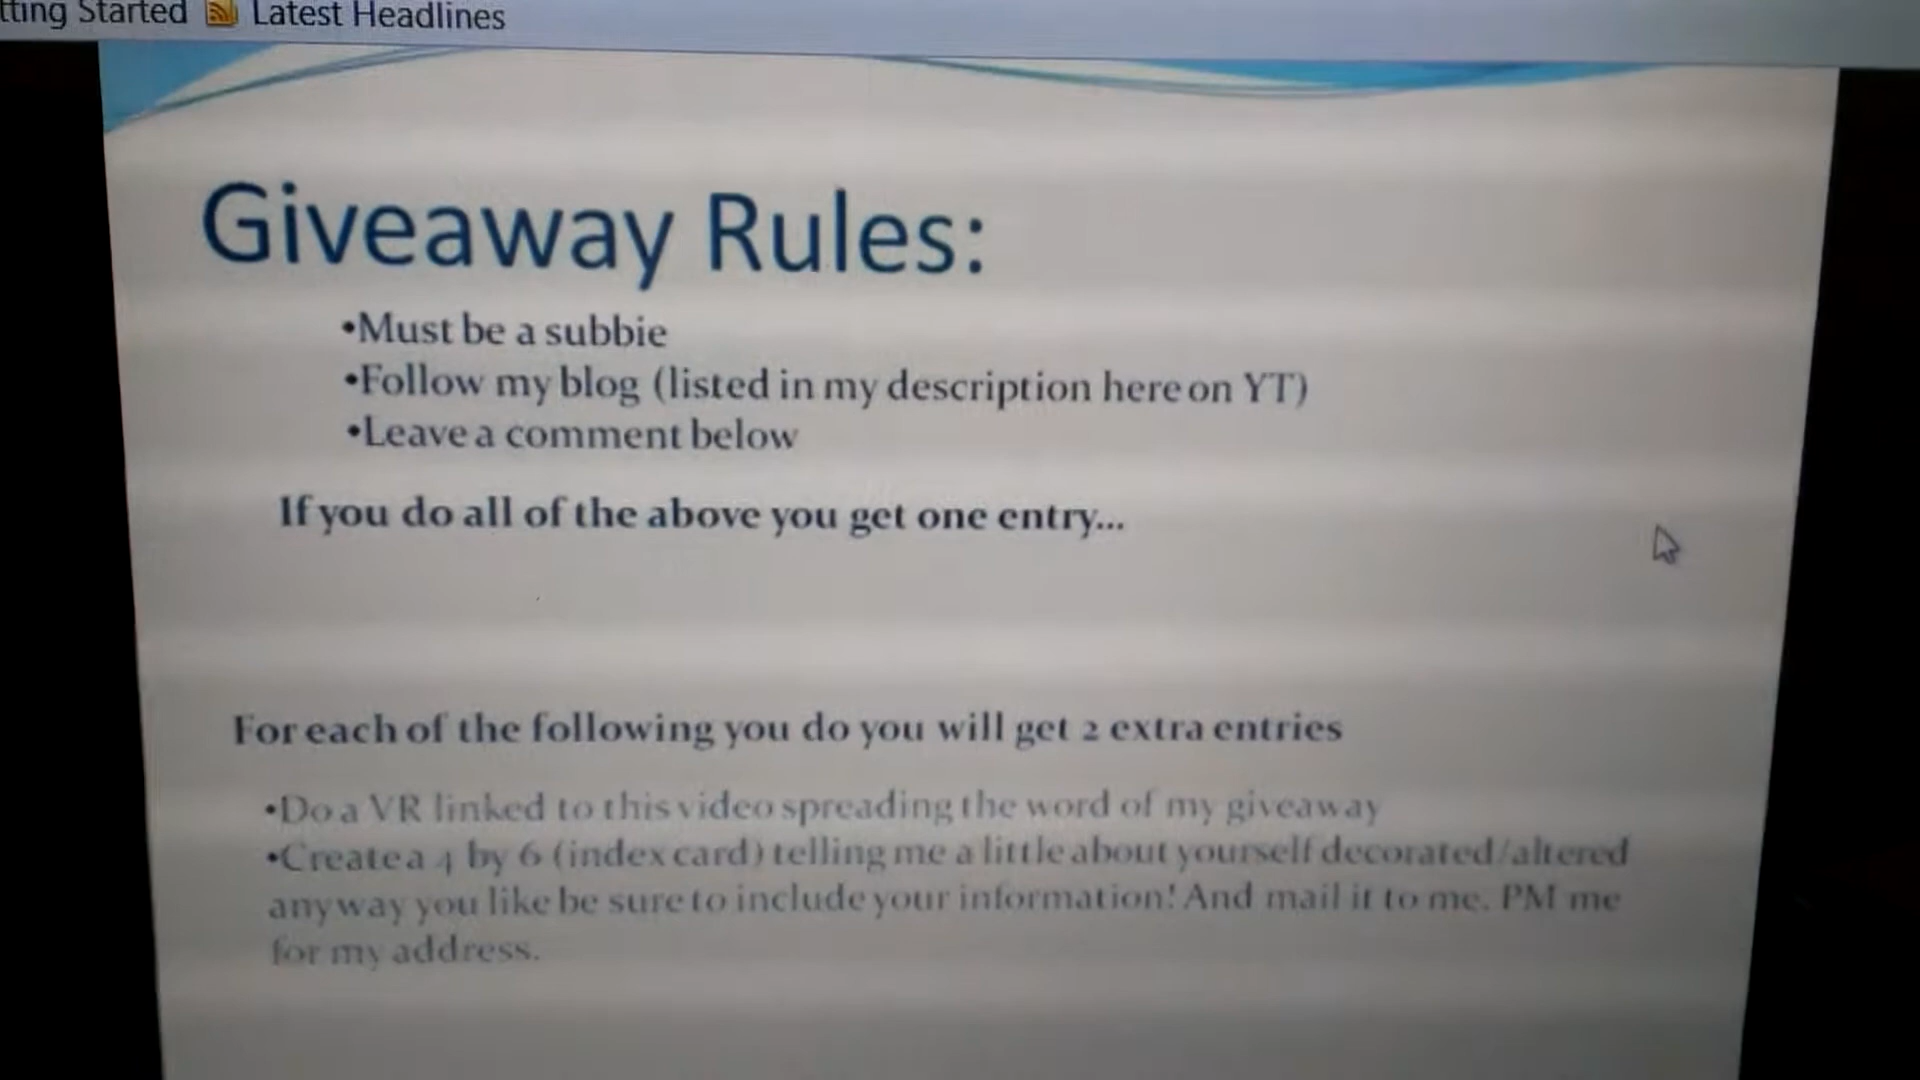 tting Started Latest Headlines
Giveaway Rules:
•Must be a subbie
•Follow my blog (listed in my description here on YT)
•Leave a comment below
If you do all of the above you get one entry...
For each of the following you do you will get 2 extra entries
•Do a VR linked to this video spreading the word of my giveaway
•Create a 4 by 6 (index card) telling me a little about yourself decorated/altered
anyway you like be sure to include your information! And mail it to me. PM me
for my address.